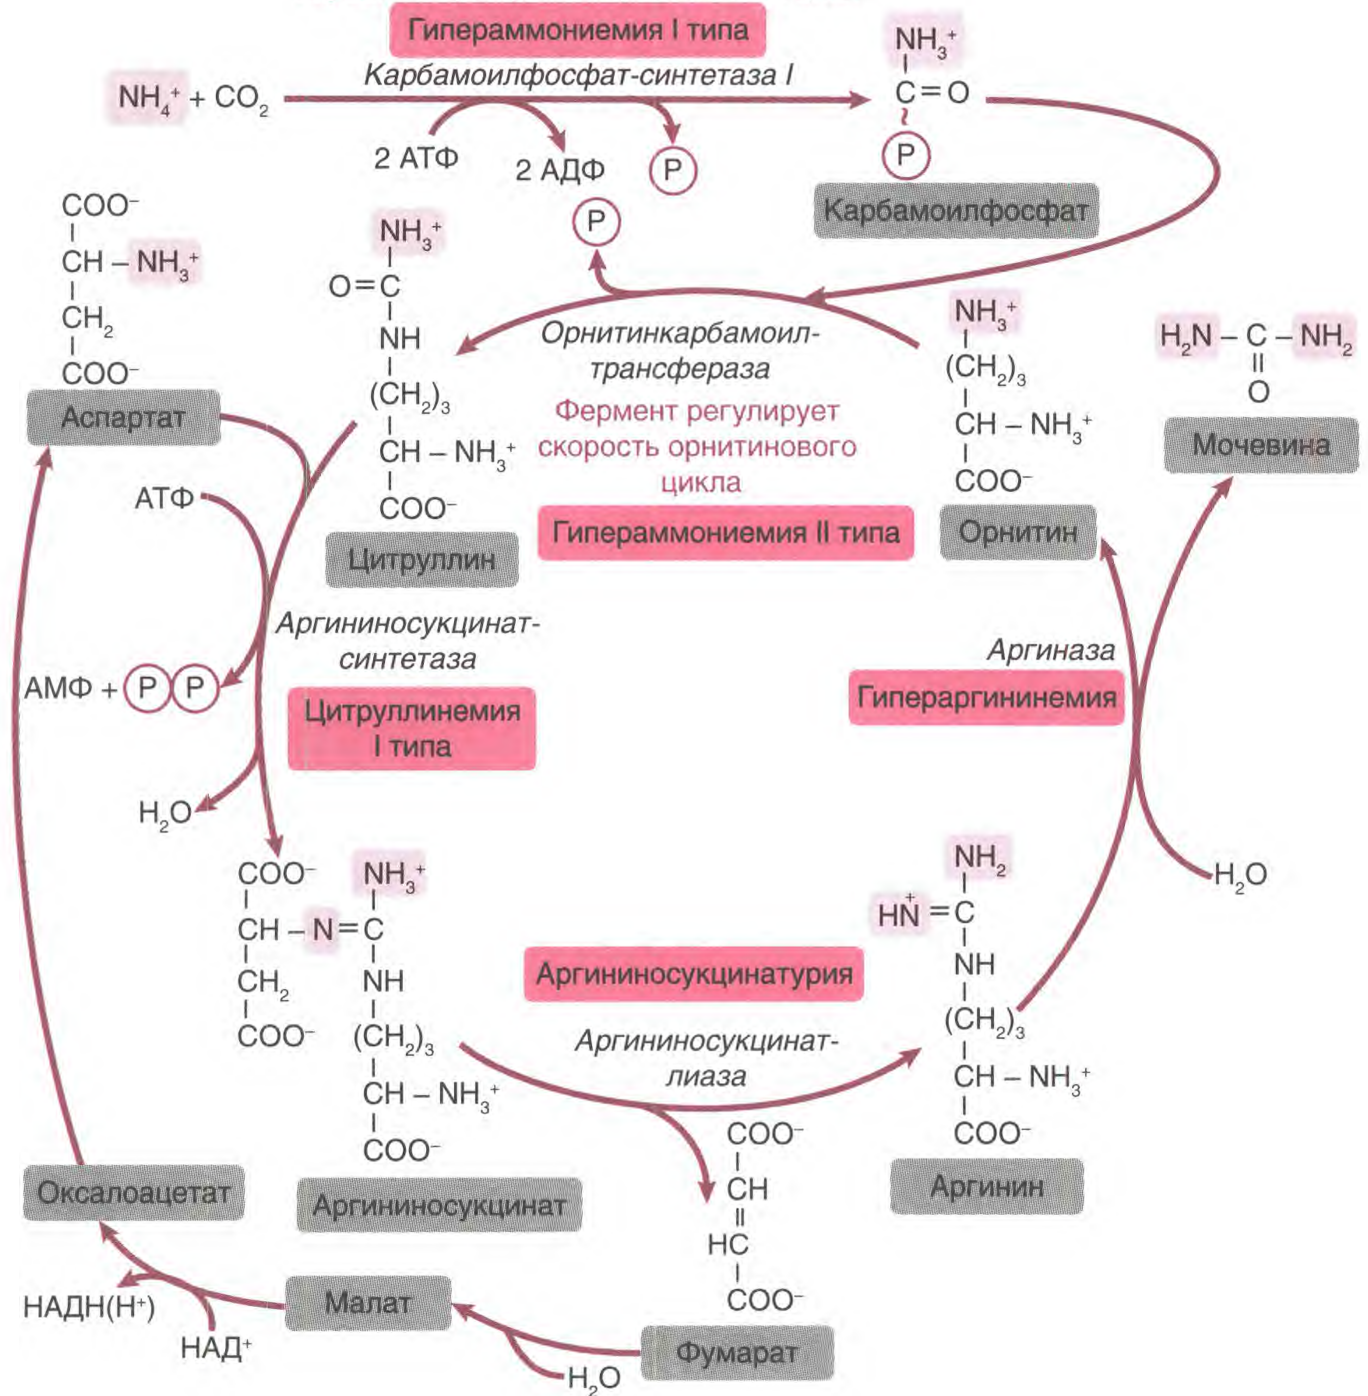 Гипераммониемия I типа
Карбамоилфосфат-синтетаза I
NH₄⁺ + CO₂
2 АТФ
2 АДФ
P
NH₃⁺
C=O
P
Карбамоилфосфат
COO⁻
CH – NH₃⁺
CH₂
COO⁻
Аспартат
NH₃⁺
O=C
NH
(CH₂)₃
CH – NH₃⁺
COO⁻
Цитруллин
P
Орнитинкарбамоил-
трансфераза
Фермент регулирует
скорость орнитинового
цикла
Гипераммониемия II типа
NH₃⁺
(CH₂)₃
CH – NH₃⁺
COO⁻
Орнитин
H₂N – C – NH₂
O
Мочевина
АТФ
Аргининосукцинат-
синтетаза
АМФ + P P
Цитруллинемия
I типа
H₂O
Аргиназа
Гипераргининемия
H₂O
COO⁻
CH – N=C
CH₂
COO⁻
NH₃⁺
NH
(CH₂)₃
CH – NH₃⁺
COO⁻
Аргининосукцинат
Аргининосукцинатурия
Аргининосукцинат-
лиаза
NH₂
HN⁺=C
NH
(CH₂)₃
CH – NH₃⁺
COO⁻
Аргинин
COO⁻
CH
HC
COO⁻
Фумарат
H₂O
Малат
НАД⁺
НАДН(Н⁺)
Оксалоацетат